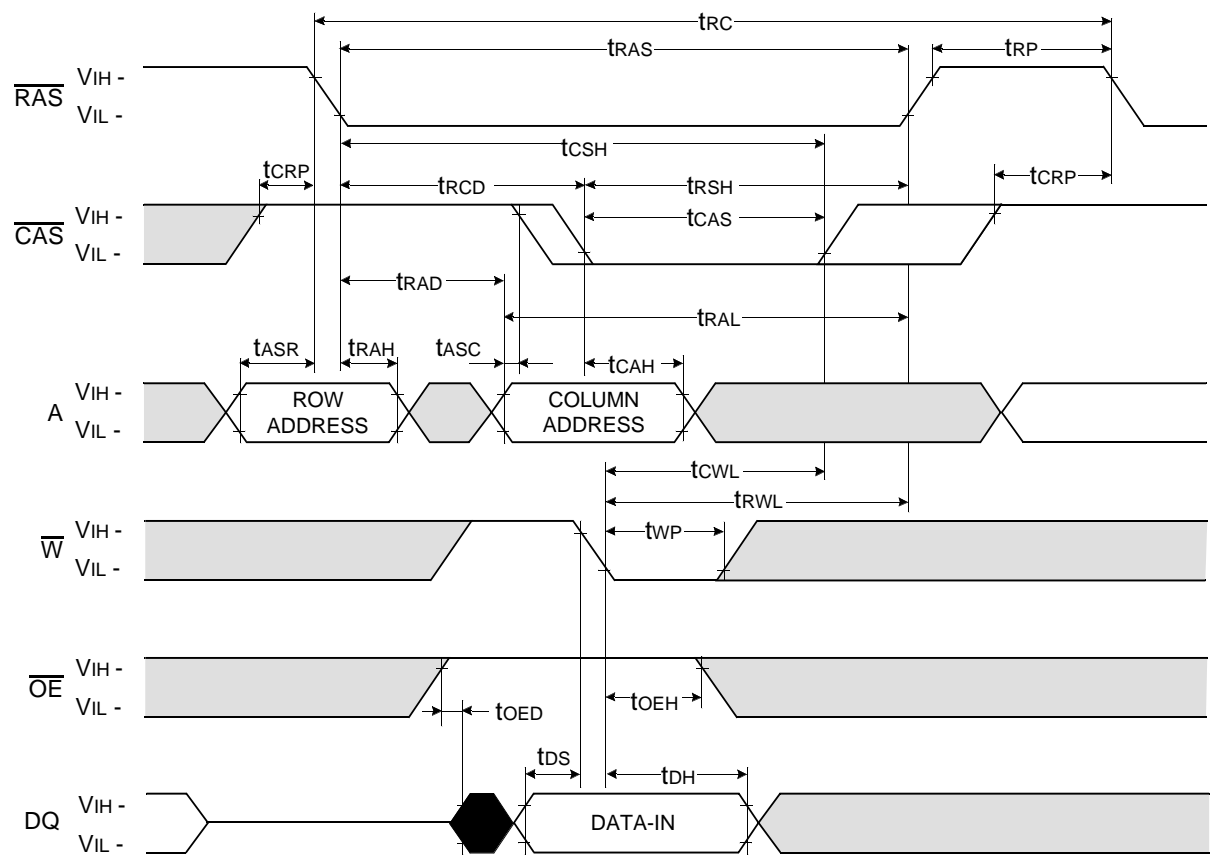 tRC
tRAS
tRP
RAS
VIH -
VIL -
tCSH
tCRP
tRCD
tRSH
tCRP
CAS
VIH -
VIL -
tCAS
tRAD
tRAL
tASR
tRAH
tASC
tCAH
A
VIH -
VIL -
ROW
ADDRESS
COLUMN
ADDRESS
tCWL
tRWL
W
VIH -
VIL -
tWP
OE
VIH -
VIL -
tOEH
tOED
tDS
tDH
DQ
VIH -
VIL -
DATA-IN